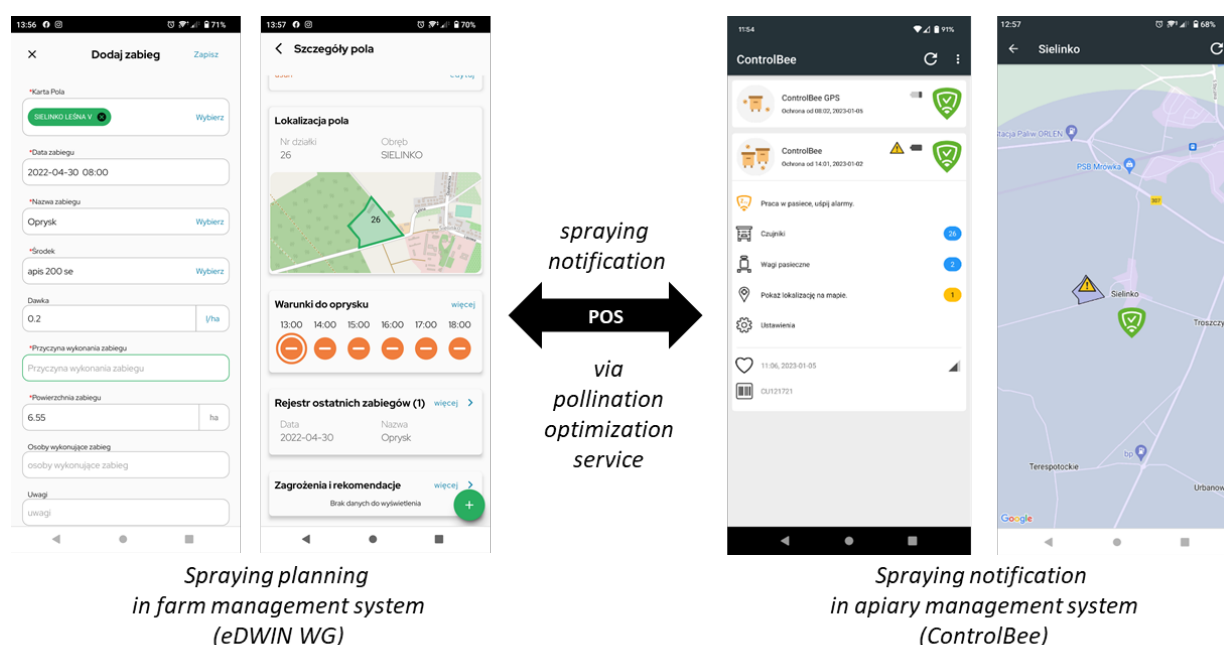 13:56
71%
Dodaj zabieg
Zapisz
*Karta Pola
SIELINKO LEŚNA V
Wybierz
*Data zabiegu
2022-04-30 08:00
*Nazwa zabiegu
Oprysk
Wybierz
*Środek
apis 200 se
Wybierz
Dawka
0.2
l/ha
*Przyczyna wykonania zabiegu
Przyczyna wykonania zabiegu
*Powierzchnia zabiegu
6.55
ha
Osoby wykonujące zabieg
osoby wykonujące zabieg
Uwagi
uwagi
13:57
70%
Szczegóły pola
Lokalizacja pola
Nr działki
Obręb
26
SIELINKO
26
Warunki do oprysku
więcej
13:00 14:00 15:00 16:00 17:00 18:00
Rejestr ostatnich zabiegów (1)
więcej
Data
Nazwa
2022-04-30
Oprysk
Zagrożenia i rekomendacje
więcej
Brak danych do wyświetlenia
+
Spraying planning
in farm management system
(eDWIN WG)
spraying
notification
POS
via
pollination
optimization
service
11:54
91%
ControlBee
ControlBee GPS
Ochrona od 08:02, 2023-01-05
ControlBee
Ochrona od 14:01, 2023-01-02
Praca w pasiece, uśpij alarmy.
Czujniki
26
Wagi pasieczne
2
Pokaż lokalizację na mapie.
1
Ustawienia
11:06, 2023-01-05
CU121721
12:57
68%
Sielinko
tacja Paliw ORLEN
PSB Mrówka
307
Sielinko
Troszczy
bp
Terespotockie
Urbanow
Google
Spraying notification
in apiary management system
(ControlBee)